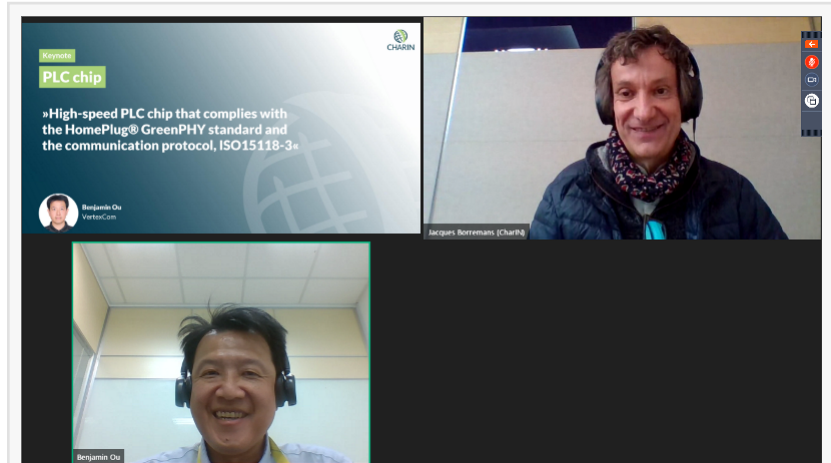 CHARIN
Keynote
PLC chip
»High-speed PLC chip that complies with
the HomePlug® GreenPHY standard and
the communication protocol, ISO15118-3«
Benjamin Ou
VertexCom
Jacques Borremans (CharIN)
Benjamin Ou